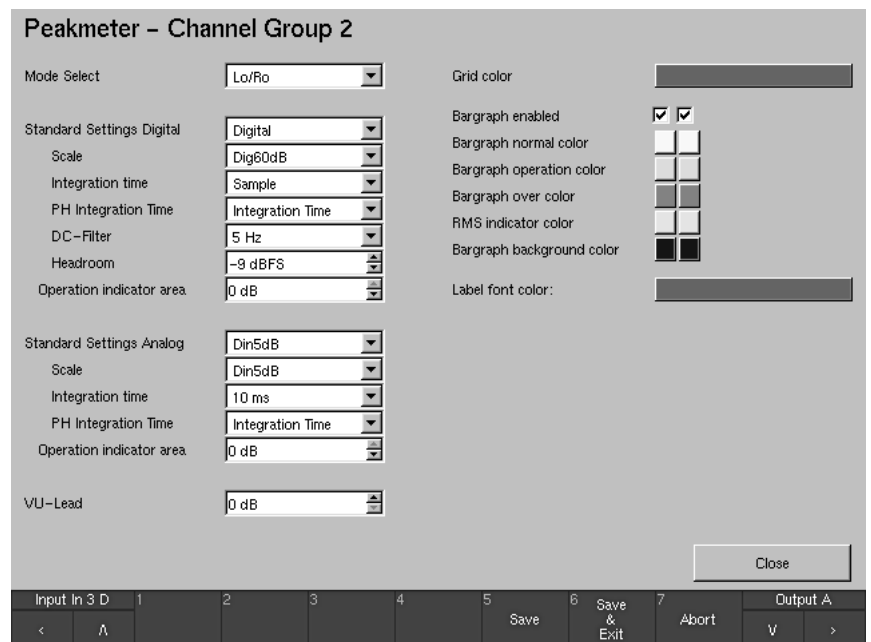 Peakmeter – Channel Group 2
Mode Select Lo/Ro
Standard Settings Digital Digital
Scale Dig60dB
Integration time Sample
PH Integration Time Integration Time
DC-Filter 5 Hz
Headroom -9 dBFS
Operation indicator area 0 dB
Standard Settings Analog Din5dB
Scale Din5dB
Integration time 10 ms
PH Integration Time Integration Time
Operation indicator area 0 dB
VU-Lead 0 dB
Grid color
Bargraph enabled
Bargraph normal color
Bargraph operation color
Bargraph over color
RMS indicator color
Bargraph background color
Label font color:
Close
Input In 3 D 1 2 3 4 5 6 7 Output A
Save
Save
&
Exit
Abort
< Λ V >